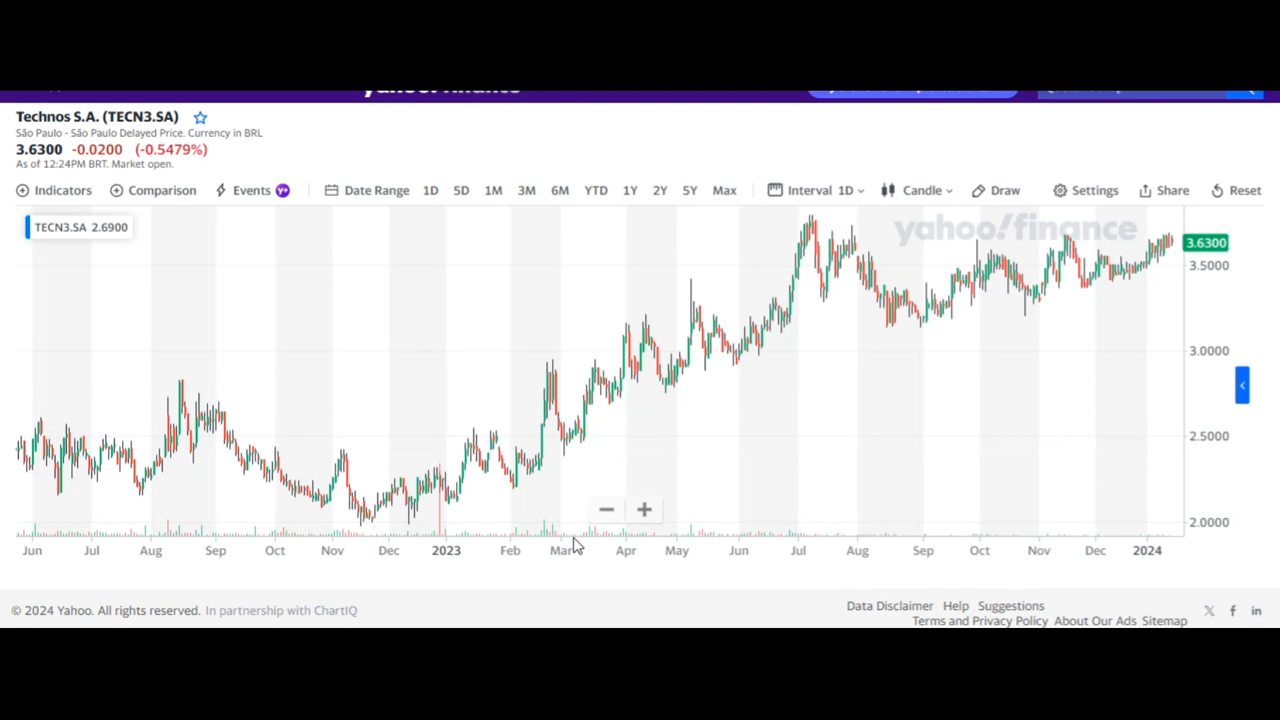 Technos S.A. (TECN3.SA)
São Paulo - São Paulo Delayed Price. Currency in BRL
3.6300 -0.0200 (-0.5479%)
As of 12:24PM BRT. Market open.
Indicators Comparison Events Y+ Date Range 1D 5D 1M 3M 6M YTD 1Y 2Y 5Y Max Interval 1D Candle Draw Settings Share Reset
TECN3.SA 2.6900
yahoo!finance
3.6300
3.5000
3.0000
2.5000
2.0000
Jun Jul Aug Sep Oct Nov Dec 2023 Feb Mar Apr May Jun Jul Aug Sep Oct Nov Dec 2024
© 2024 Yahoo. All rights reserved. In partnership with ChartIQ
Data Disclaimer Help Suggestions
Terms and Privacy Policy About Our Ads Sitemap